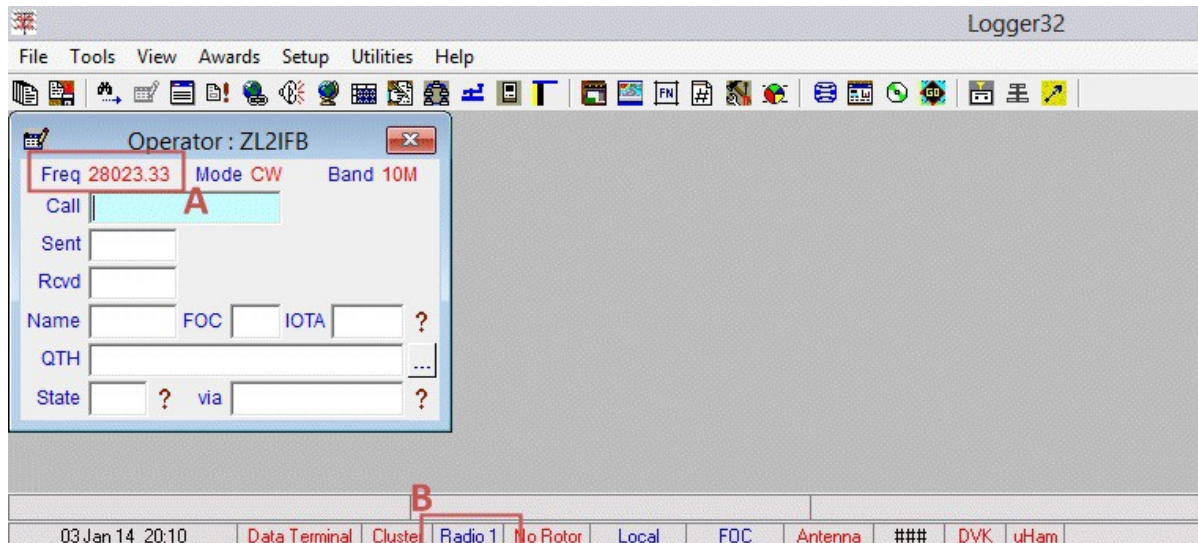 Logger32
File Tools View Awards Setup Utilities Help
Operator : ZL2IFB
Freq 28023.33 Mode CW Band 10M
A
Call
Sent
Rcvd
Name FOC IOTA ?
QTH ...
State ? via ?
B
03 Jan 14 20:10 Data Terminal Cluster Radio 1 No Rotor Local FOC Antenna ### DVK uHam